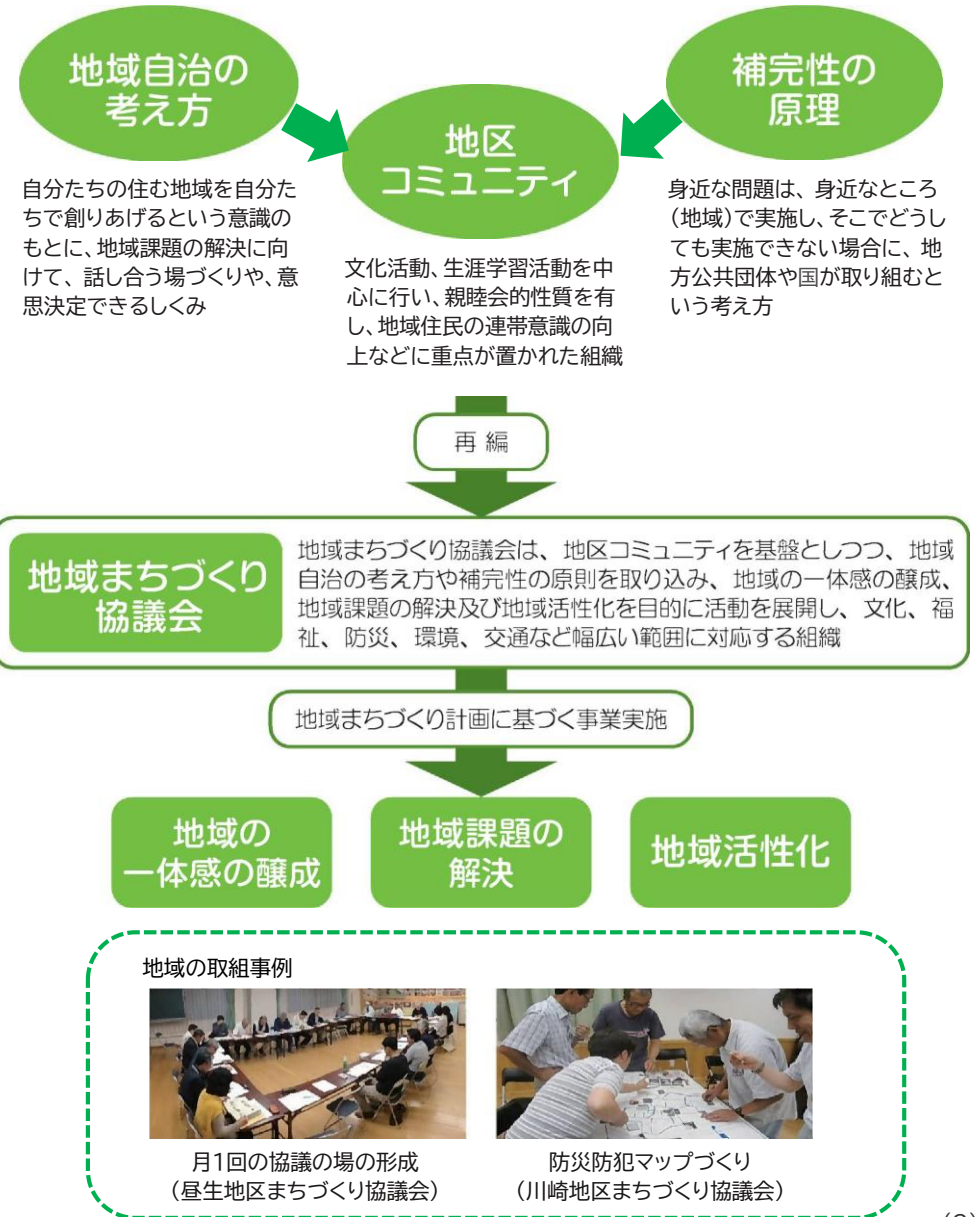 地域自治の
考え方
補完性の
原理
地区
コミュニティ
自分たちの住む地域を自分た
ちで創りあげるという意識の
もとに、地域課題の解決に向
けて、話し合う場づくりや、意
思決定できるしくみ
文化活動、生涯学習活動を中
心に行い、親睦会的性質を有
し、地域住民の連帯意識の向
上などに重点が置かれた組織
身近な問題は、身近なところ
（地域）で実施し、そこでどうし
ても実施できない場合に、地
方公共団体や国が取り組むと
いう考え方
再編
地域まちづくり
協議会
地域まちづくり協議会は、地区コミュニティを基盤としつつ、地域
自治の考え方や補完性の原則を取り込み、地域の一体感の醸成、
地域課題の解決及び地域活性化を目的に活動を展開し、文化、福
祉、防災、環境、交通など幅広い範囲に対応する組織
地域まちづくり計画に基づく事業実施
地域の
一体感の醸成
地域課題の
解決
地域活性化
地域の取組事例
月1回の協議の場の形成
（昼生地区まちづくり協議会）
防災防犯マップづくり
（川崎地区まちづくり協議会）